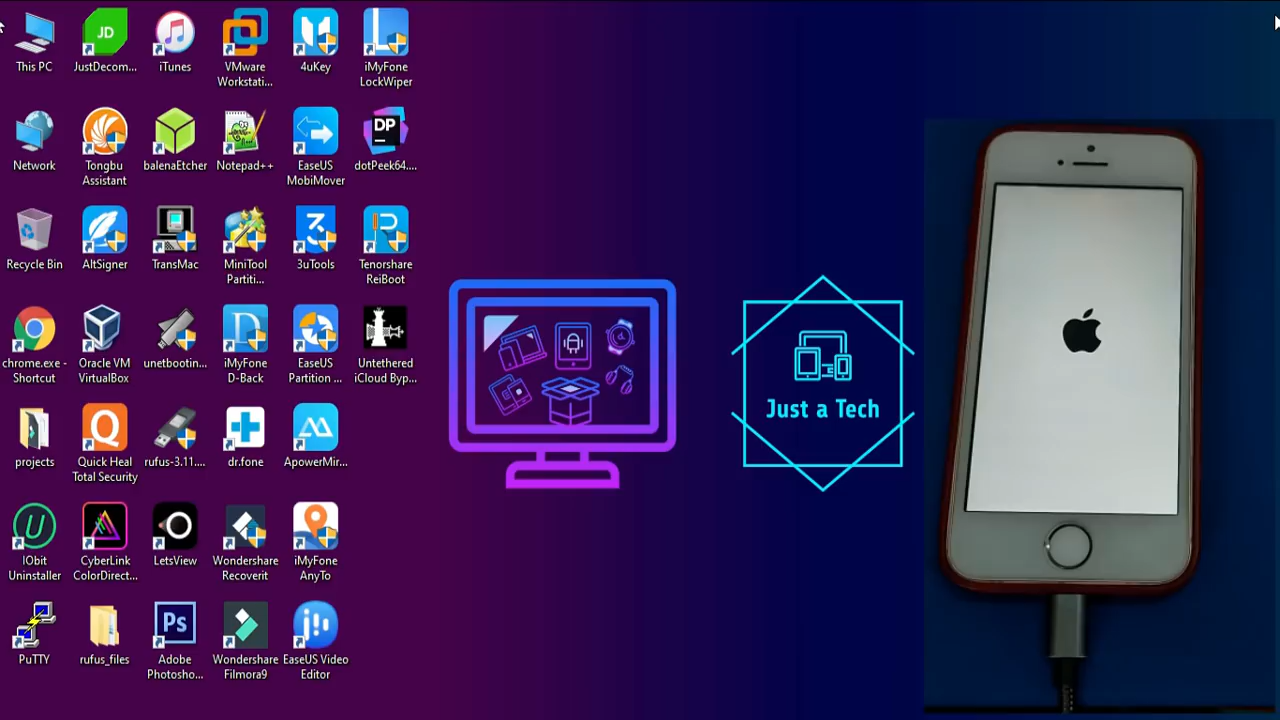 This PC
JD
JustDecom...
iTunes
VMware
Workstati...
4uKey
iMyFone
LockWiper
Network
Tongbu
Assistant
balenaEtcher
Notepad++
EaseUS
MobiMover
DP
dotPeek64....
Recycle Bin
AltSigner
TransMac
MiniTool
Partiti...
3uTools
Tenorshare
ReiBoot
chrome.exe -
Shortcut
Oracle VM
VirtualBox
unetbootin...
iMyFone
D-Back
EaseUS
Partition ...
Untethered
iCloud Byp...
projects
Quick Heal
Total Security
rufus-3.11....
dr.fone
ApowerMir...
IObit
Uninstaller
CyberLink
ColorDirect...
LetsView
Wondershare
Recoverit
iMyFone
AnyTo
PuTTY
rufus_files
Ps
Adobe
Photosho...
Wondershare
Filmora9
EaseUS Video
Editor
Just a Tech